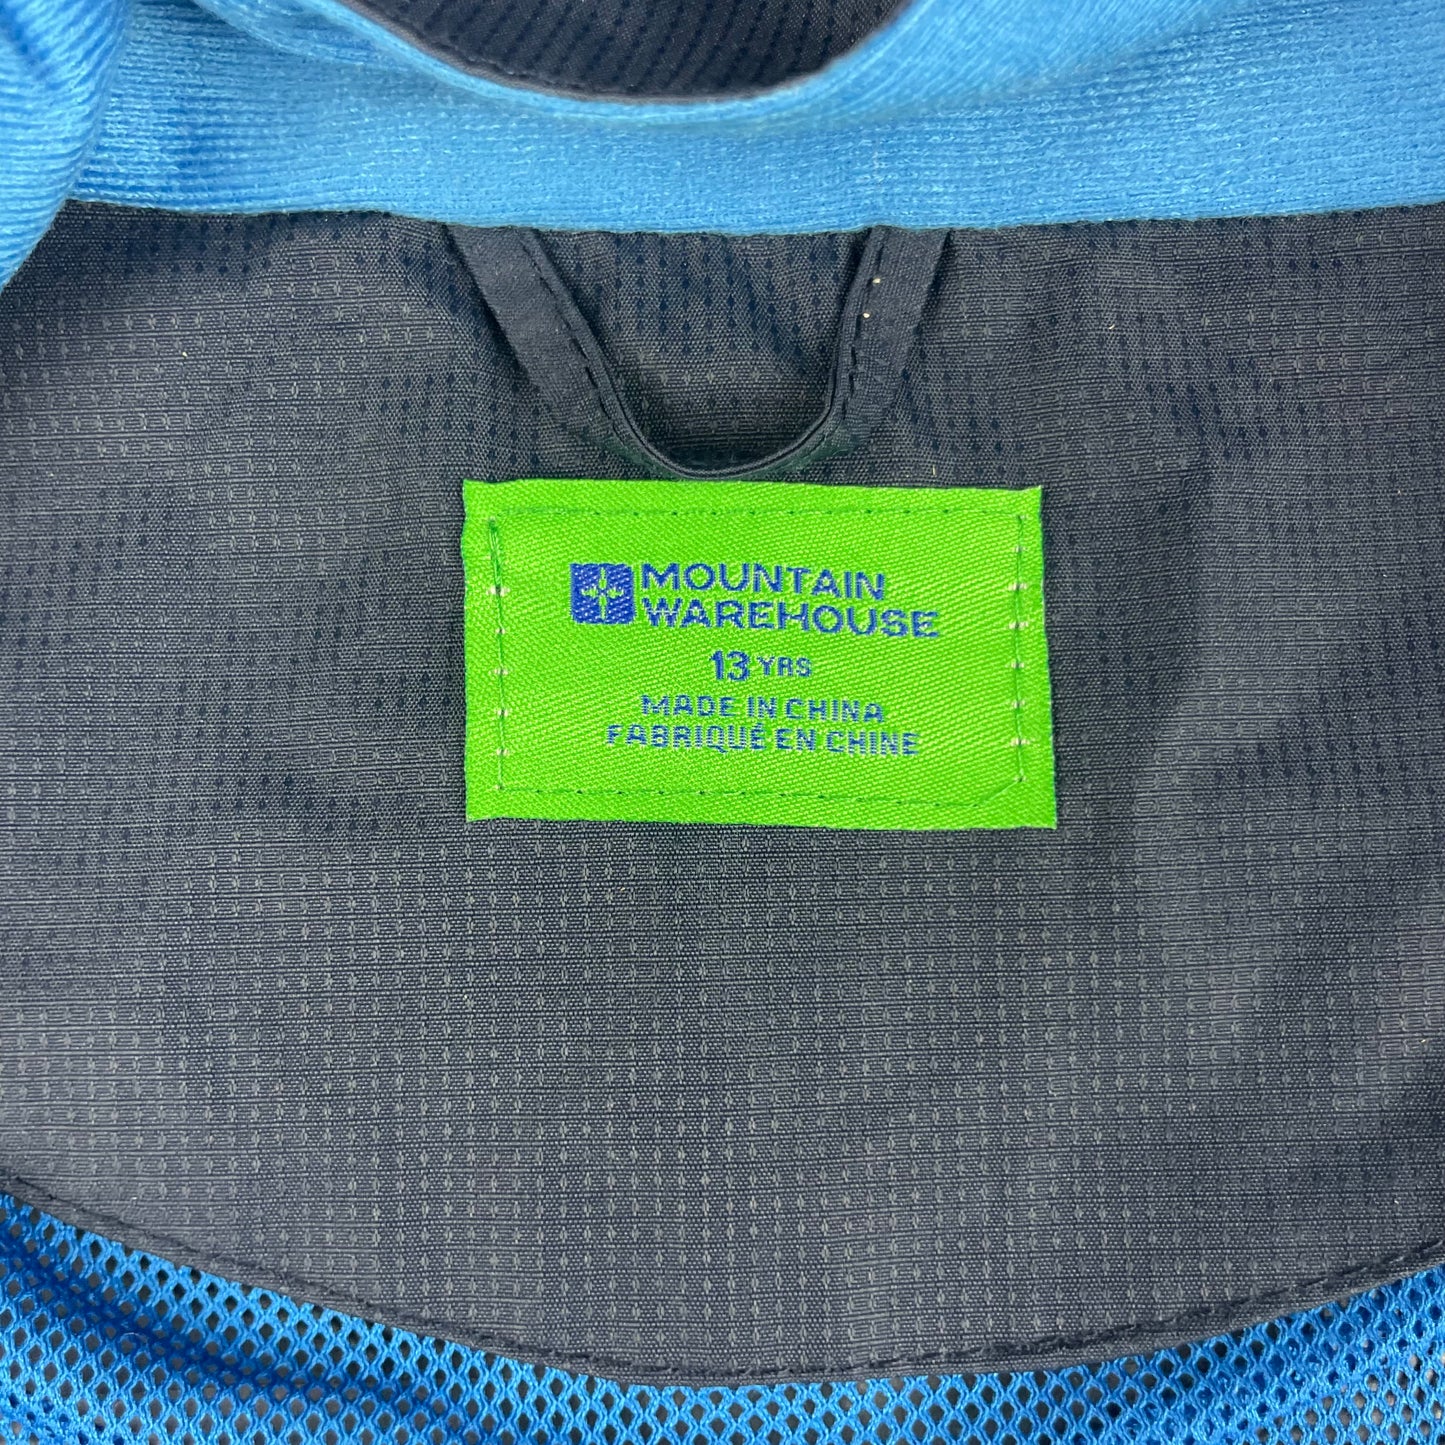 MOUNTAIN
WAREHOUSE
13 YRS
MADE IN CHINA
FABRIQUÉ EN CHINE